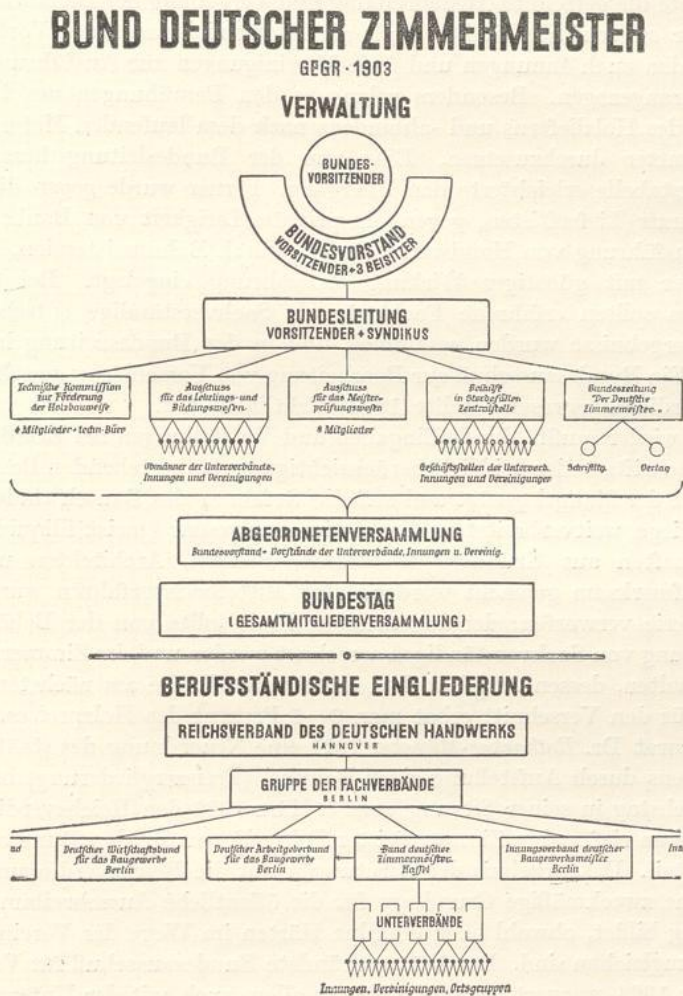 BUND DEUTSCHER ZIMMERMEISTER
GEGR·1903
VERWALTUNG
BUNDES-
VORSITZENDER
BUNDESVORSTAND
VORSITZENDER+3 BEISITZER
BUNDESLEITUNG
VORSITZENDER + SYNDIKUS
Technische Kommission
zur Förderung
der Holzbauweise
4 Mitglieder + techn. Büro
Ausschuss
für das Lehrlings- und
Bildungswesen
Obmänner der Unterverbände,
Innungen und Vereinigungen
Ausschuss
für das Meister-
prüfungswesen
8 Mitglieder
Beihilfe
in Sterbefällen
Zentralstelle
Geschäftsstellen der Unterverb.
Innungen und Vereinigungen
Bundeszeitung
"Der Deutsche
Zimmermeister"
Schriftltg.
Verlag
ABGEORDNETENVERSAMMLUNG
Bundesvorstand+ Vorstände der Unterverbände, Innungen u. Vereinig.
BUNDESTAG
(GESAMTMITGLIEDERVERSAMMLUNG)
BERUFSSTÄNDISCHE EINGLIEDERUNG
REICHSVERBAND DES DEUTSCHEN HANDWERKS
HANNOVER
GRUPPE DER FACHVERBÄNDE
BERLIN
Deutscher Wirtschaftsbund
für das Baugewerbe
Berlin
Deutscher Arbeitgeberbund
für das Baugewerbe
Berlin
Bund deutscher
Zimmermeister
Kassel
Innungsverband deutscher
Baugewerksmeister
Berlin
UNTERVERBÄNDE
Innungen, Vereinigungen, Ortsgruppen